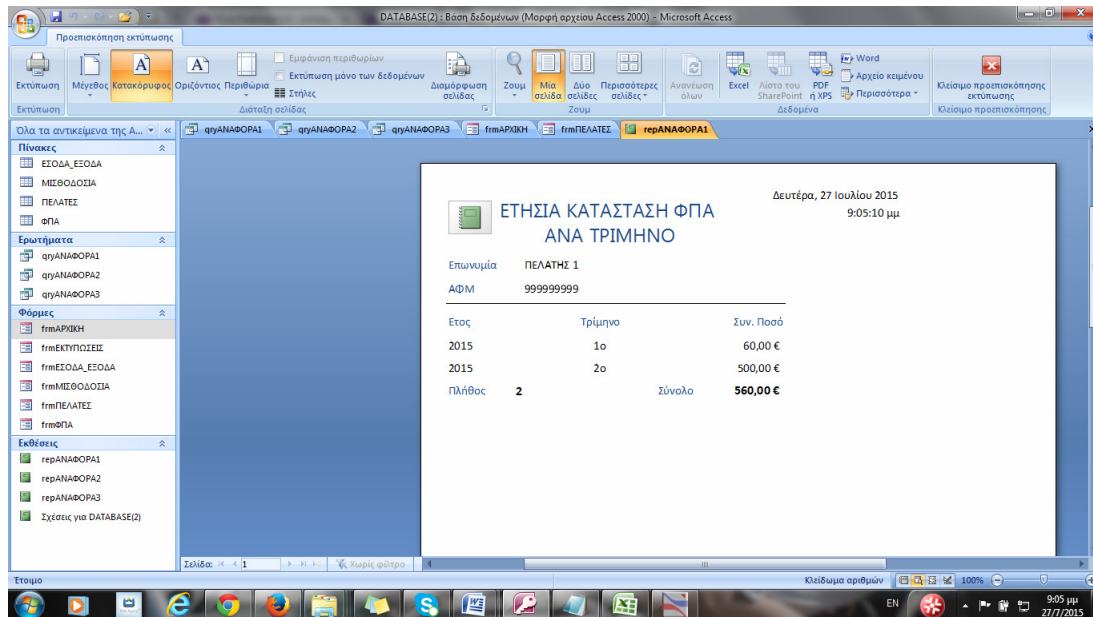 DATABASE(2) : Βάση δεδομένων (Μορφή αρχείου Access 2000) - Microsoft Access
Προεπισκόπηση εκτύπωσης
Εκτύπωση
Μέγεθος
Κατακόρυφος
Οριζόντιος
Περιθώρια
Εμφάνιση περιθωρίων
Εκτύπωση μόνο των δεδομένων
Στήλες
Διαμόρφωση σελίδας
Ζουμ
Μία σελίδα
Δύο σελίδες
Περισσότερες σελίδες
Ανανέωση όλων
Excel
Λίστα του SharePoint
PDF ή XPS
Word
Αρχείο κειμένου
Περισσότερα
Κλείσιμο προεπισκόπησης εκτύπωσης
Εκτύπωση
Διάταξη σελίδας
Ζουμ
Δεδομένα
Κλείσιμο προεπισκόπησης
Όλα τα αντικείμενα της A...
qryΑΝΑΦΟΡΑ1
qryΑΝΑΦΟΡΑ2
qryΑΝΑΦΟΡΑ3
frmΑΡΧΙΚΗ
frmΠΕΛΑΤΕΣ
repΑΝΑΦΟΡΑ1
Πίνακες
ΕΣΟΔΑ_ΕΞΟΔΑ
ΜΙΣΘΟΔΟΣΙΑ
ΠΕΛΑΤΕΣ
ΦΠΑ
Ερωτήματα
qryΑΝΑΦΟΡΑ1
qryΑΝΑΦΟΡΑ2
qryΑΝΑΦΟΡΑ3
Φόρμες
frmΑΡΧΙΚΗ
frmΕΚΤΥΠΩΣΕΙΣ
frmΕΣΟΔΑ_ΕΞΟΔΑ
frmΜΙΣΘΟΔΟΣΙΑ
frmΠΕΛΑΤΕΣ
frmΦΠΑ
Εκθέσεις
repΑΝΑΦΟΡΑ1
repΑΝΑΦΟΡΑ2
repΑΝΑΦΟΡΑ3
Σχέσεις για DATABASE(2)
Δευτέρα, 27 Ιουλίου 2015
9:05:10 μμ
ΕΤΗΣΙΑ ΚΑΤΑΣΤΑΣΗ ΦΠΑ
ΑΝΑ ΤΡΙΜΗΝΟ
Επωνυμία ΠΕΛΑΤΗΣ 1
ΑΦΜ 999999999
Ετος Τρίμηνο Συν. Ποσό
2015 1ο 60,00 €
2015 2ο 500,00 €
Πλήθος 2 Σύνολο 560,00 €
Σελίδα: 1 Χωρίς φίλτρο
Έτοιμο
Κλείδωμα αριθμών 100%
EN
9:05 μμ
27/7/2015